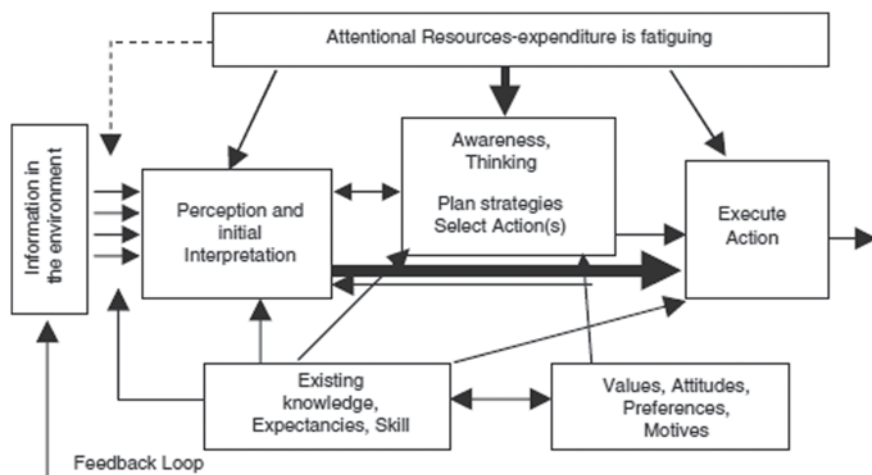 Attentional Resources-expenditure is fatiguing
Information in
the environment
Perception and
initial
Interpretation
Awareness,
Thinking
Plan strategies
Select Action(s)
Execute
Action
Existing
knowledge,
Expectancies, Skill
Values, Attitudes,
Preferences,
Motives
Feedback Loop